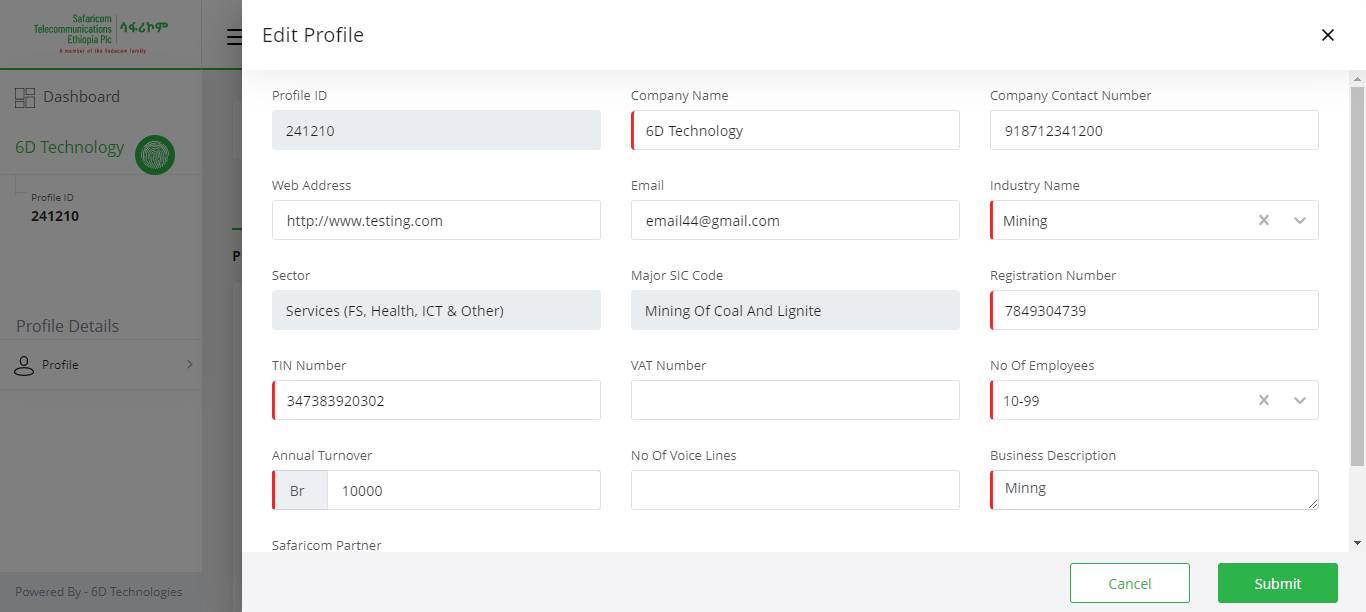 Safaricom
Telecommunications
Ethiopia Plc
ሳፋሪኮም
A member of the Vodacom family
Edit Profile
Dashboard
6D Technology
Profile ID
241210
Profile Details
Profile
Powered By - 6D Technologies
P
Profile ID
Company Name
Company Contact Number
241210
6D Technology
918712341200
Web Address
Email
Industry Name
http://www.testing.com
email44@gmail.com
Mining
Sector
Major SIC Code
Registration Number
Services (FS, Health, ICT & Other)
Mining Of Coal And Lignite
7849304739
TIN Number
VAT Number
No Of Employees
347383920302
10-99
Annual Turnover
No Of Voice Lines
Business Description
Br
10000
Minng
Safaricom Partner
Cancel
Submit